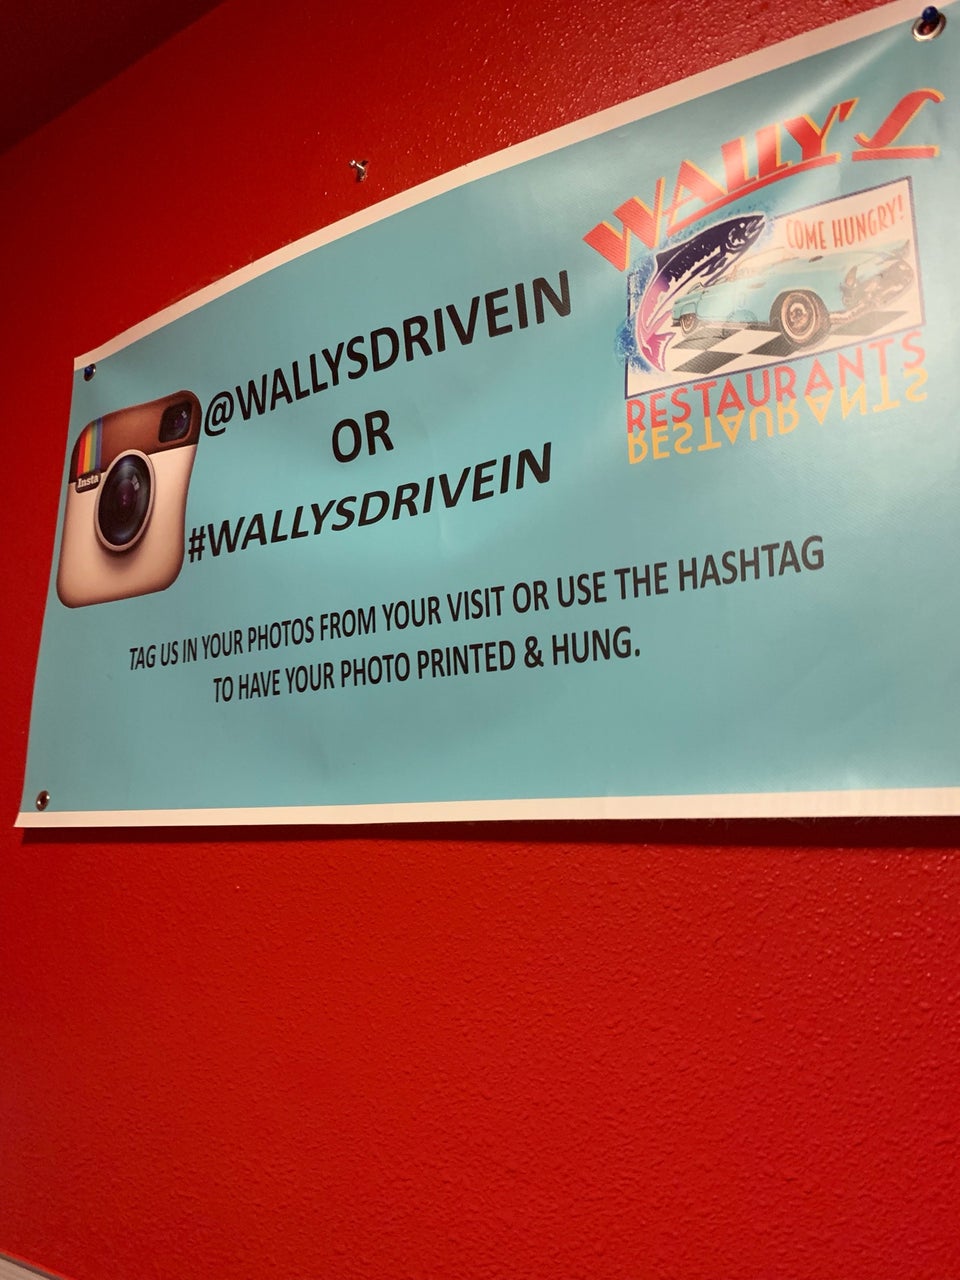 WALLY'S
COME HUNGRY!
RESTAURANTS
RESTAURANTS
Insta
@WALLYSDRIVEIN
OR
#WALLYSDRIVEIN
TAG US IN YOUR PHOTOS FROM YOUR VISIT OR USE THE HASHTAG
TO HAVE YOUR PHOTO PRINTED & HUNG.